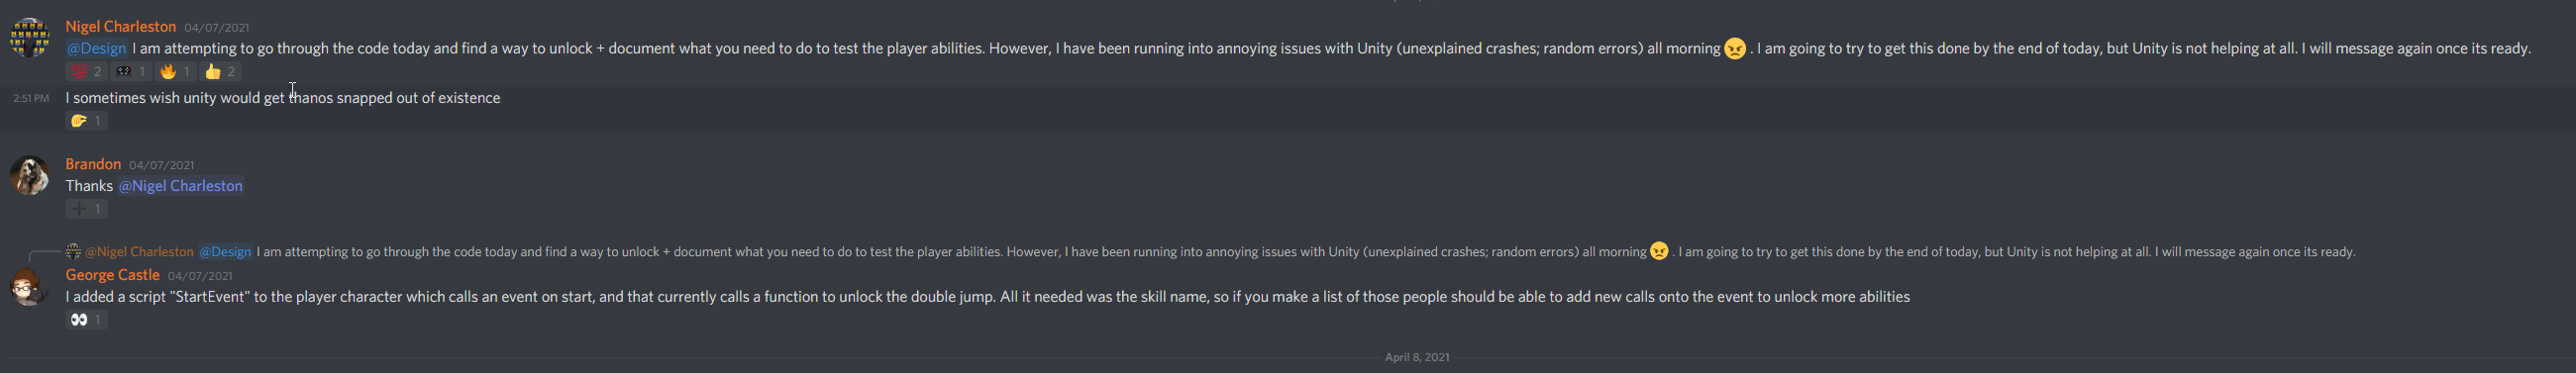 Nigel Charleston 04/07/2021
@Design I am attempting to go through the code today and find a way to unlock + document what you need to do to test the player abilities. However, I have been running into annoying issues with Unity (unexplained crashes; random errors) all morning 😠 . I am going to try to get this done by the end of today, but Unity is not helping at all. I will message again once its ready.
💯 2 1 🔥 1 👍 2
2:51 PM I sometimes wish unity would get thanos snapped out of existence
1
Brandon 04/07/2021
Thanks @Nigel Charleston
➕ 1
@Nigel Charleston @Design I am attempting to go through the code today and find a way to unlock + document what you need to do to test the player abilities. However, I have been running into annoying issues with Unity (unexplained crashes; random errors) all morning 😠 . I am going to try to get this done by the end of today, but Unity is not helping at all. I will message again once its ready.
George Castle 04/07/2021
I added a script "StartEvent" to the player character which calls an event on start, and that currently calls a function to unlock the double jump. All it needed was the skill name, so if you make a list of those people should be able to add new calls onto the event to unlock more abilities
👀 1
April 8, 2021